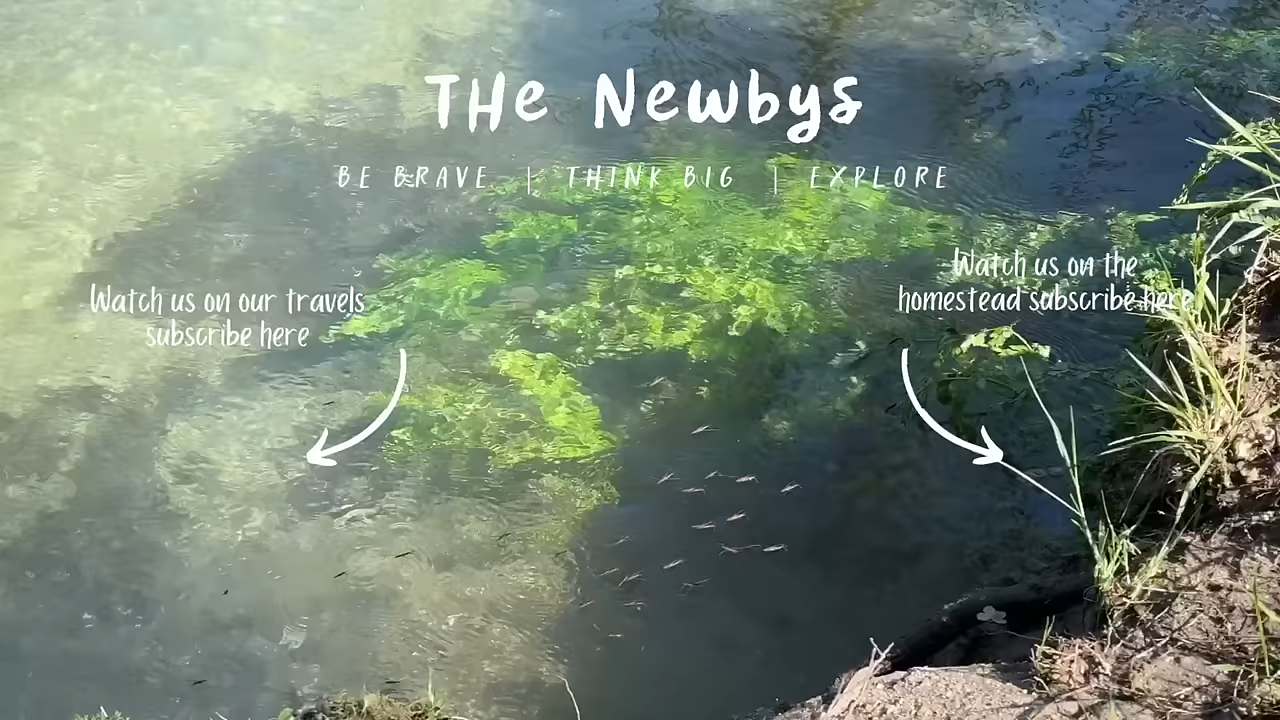 THe Newbys
BE BRAVE | THINK BIG | EXPLORE
Watch us on our travels
subscribe here
Watch us on the
homestead subscribe here